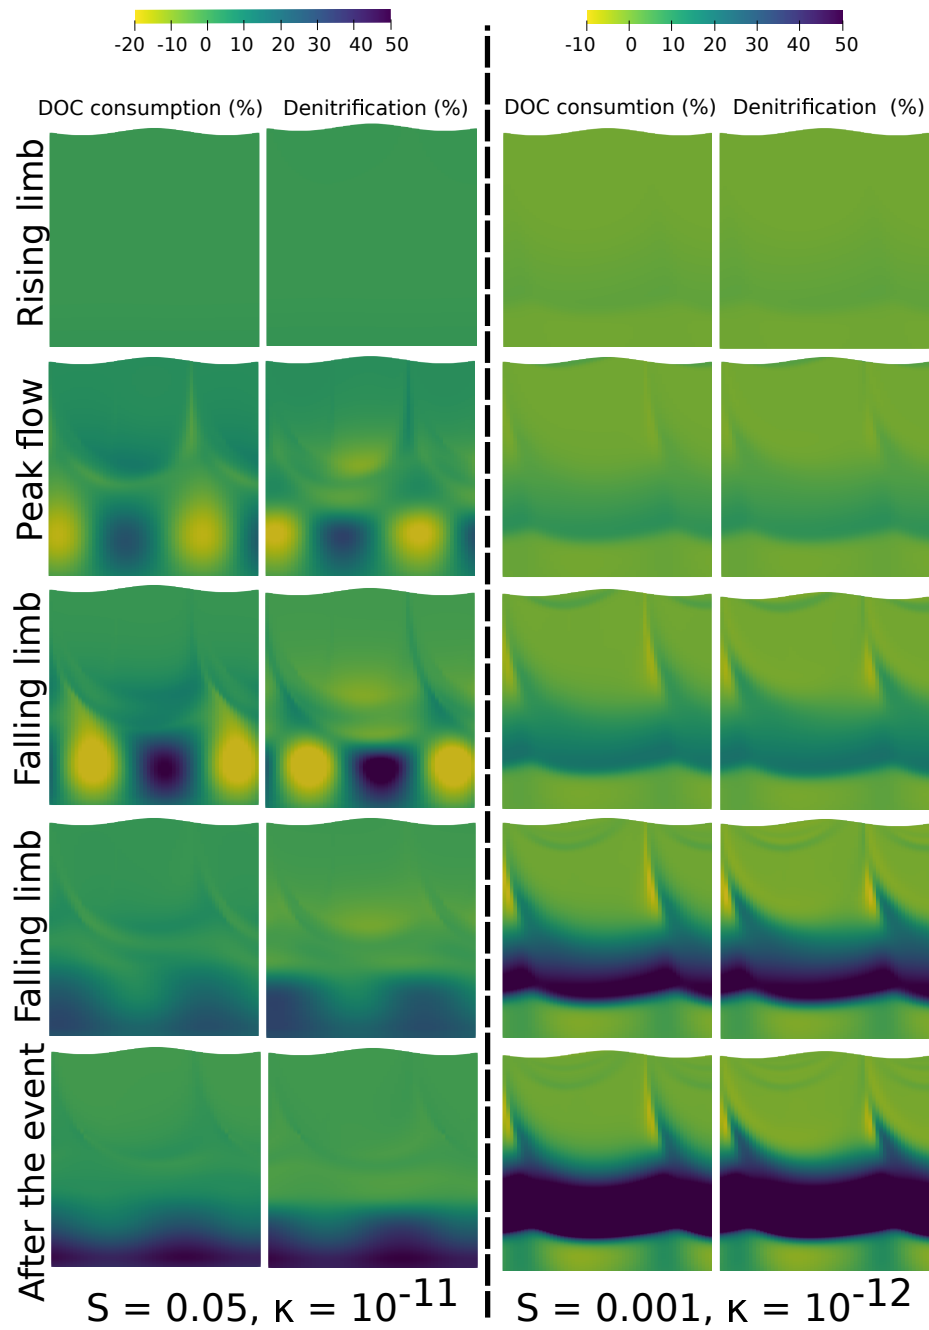 -20 -10 0 10 20 30 40 50
-10 0 10 20 30 40 50
DOC consumption (%) Denitrification (%)
DOC consumtion (%) Denitrification (%)
Rising limb
Peak flow
Falling limb
Falling limb
After the event
S = 0.05, κ = 10^-11
S = 0.001, κ = 10^-12